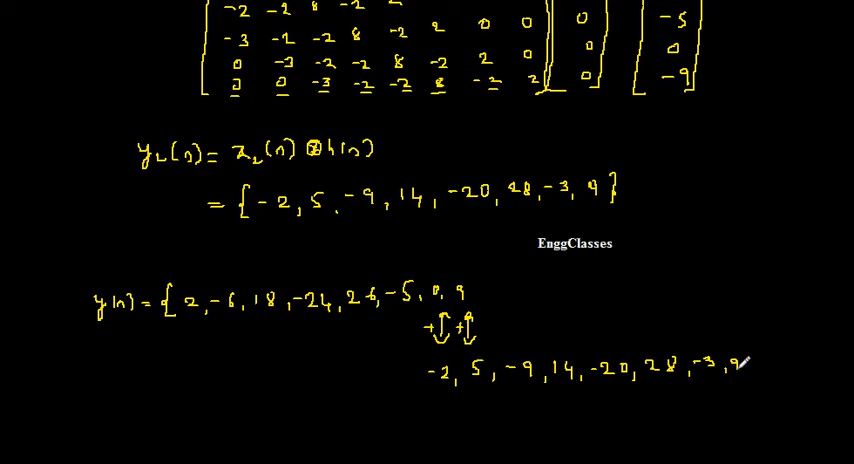 -2 -2 8 -2 2
-3 -2 -2 8 -2 2 0 0 0 -5
0 -3 -2 -2 8 -2 2 0 0 0
0 0 -3 -2 -2 8 -2 2 0 -9
y2(n) = x2(n) ⊛ h(n)
= {-2, 5, -9, 14, -20, 28, -3, 9}
EnggClasses
y(n) = { 2, -6, 18, -24, 26, -5, 0, 9
+ +
-2, 5, -9, 14, -20, 28, -3, 9